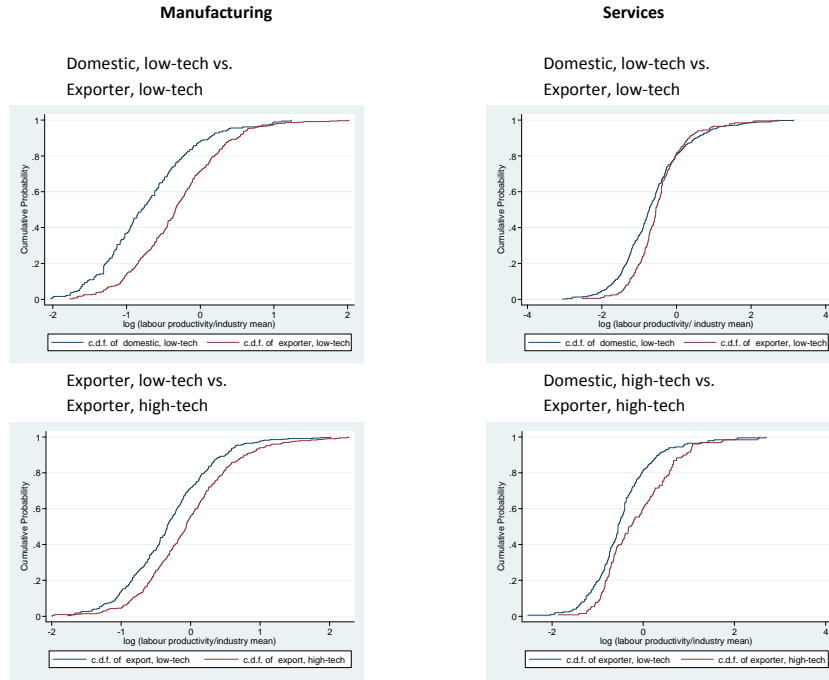 Manufacturing
Services
Domestic, low-tech vs.
Exporter, low-tech
Domestic, low-tech vs.
Exporter, low-tech
Cumulative Probability
1
.8
.6
.4
.2
0
-2
-1
0
1
2
log (labour productivity/industry mean)
c.d.f. of domestic, low-tech
c.d.f. of exporter, low-tech
Cumulative Probability
1
.8
.6
.4
.2
0
-4
-2
0
2
4
log (labour productivity/ industry mean)
c.d.f. of domestic, low-tech
c.d.f. of exporter, low-tech
Exporter, low-tech vs.
Exporter, high-tech
Domestic, high-tech vs.
Exporter, high-tech
Cumulative Probability
1
.8
.6
.4
.2
0
-2
-1
0
1
2
log (labour productivity/industry mean)
c.d.f. of export, low-tech
c.d.f. of export, high-tech
Cumulative Probability
1
.8
.6
.4
.2
0
-2
0
2
4
log (labour productivity/industry mean)
c.d.f. of exporter, low-tech
c.d.f. of exporter, high-tech